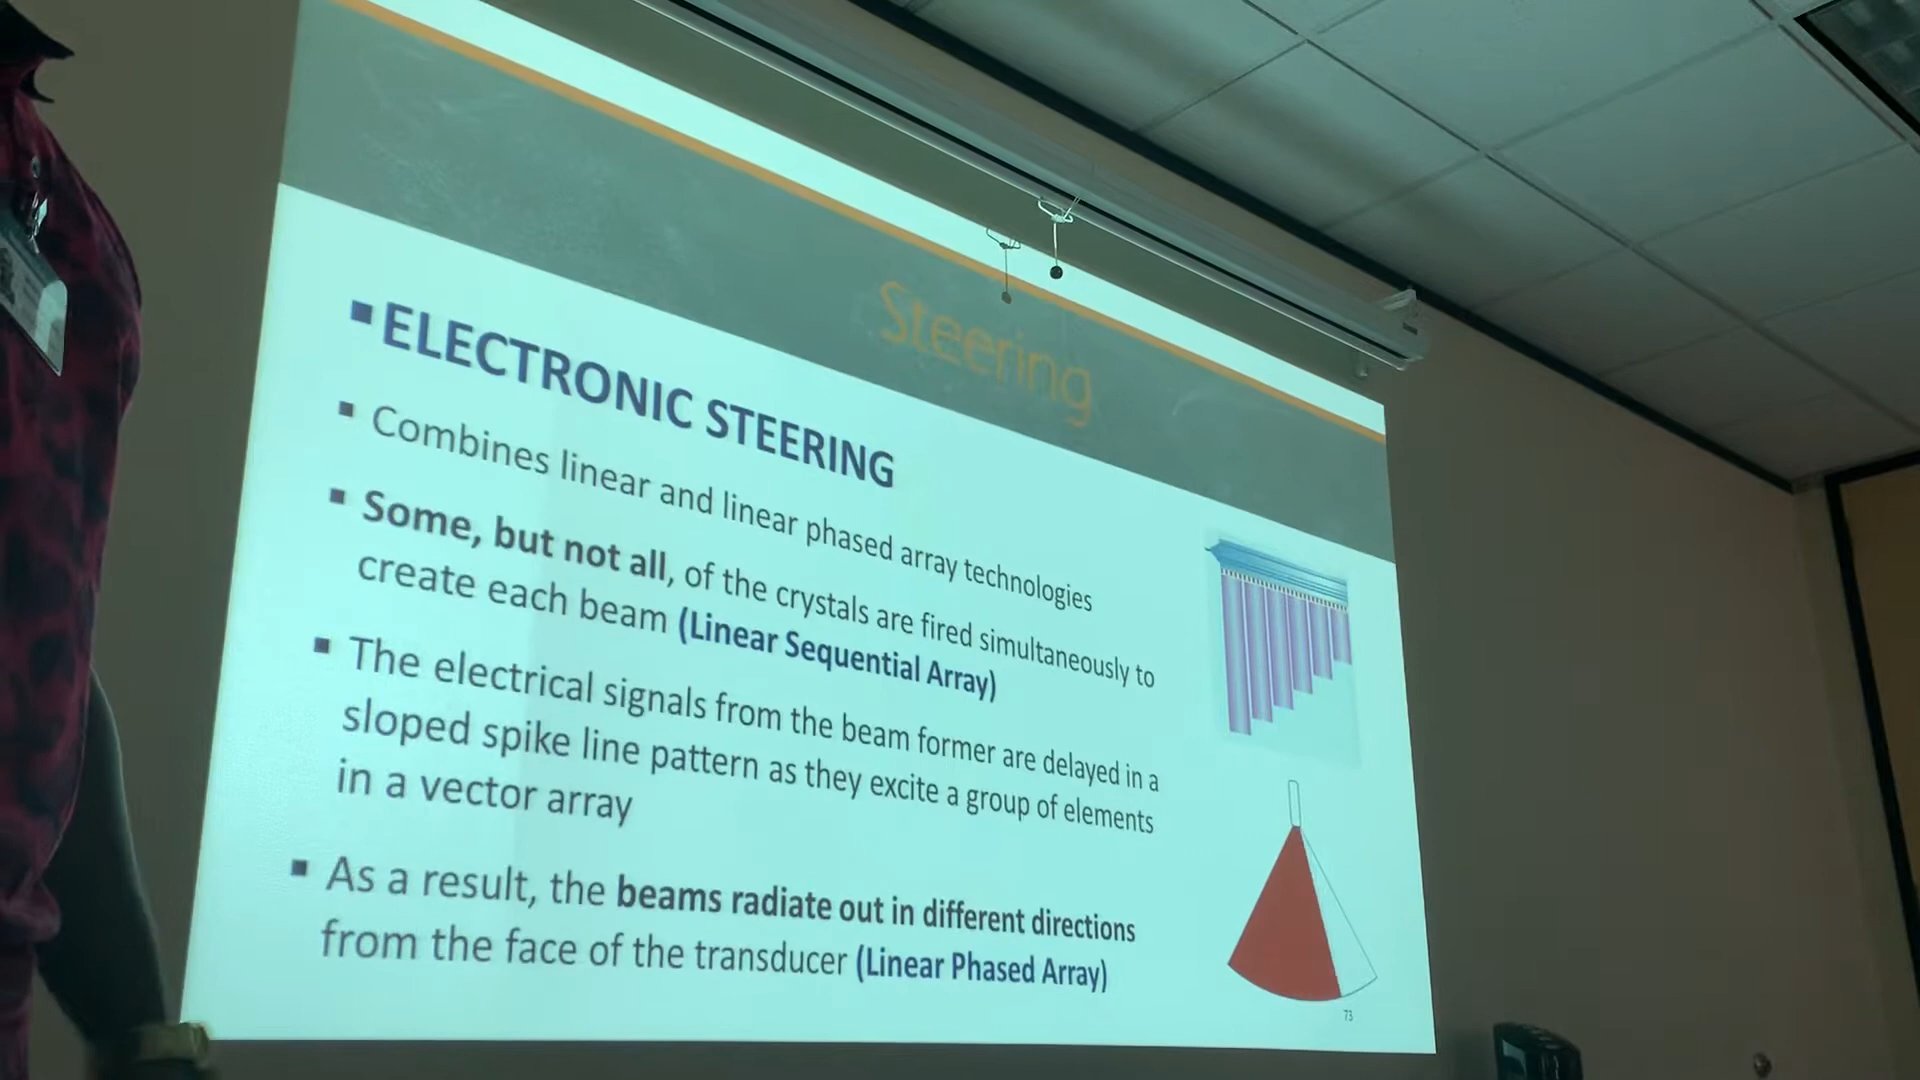 Steering
▪ELECTRONIC STEERING
▪ Combines linear and linear phased array technologies
▪ Some, but not all, of the crystals are fired simultaneously to
create each beam (Linear Sequential Array)
▪ The electrical signals from the beam former are delayed in a
sloped spike line pattern as they excite a group of elements
in a vector array
▪ As a result, the beams radiate out in different directions
from the face of the transducer (Linear Phased Array)
73